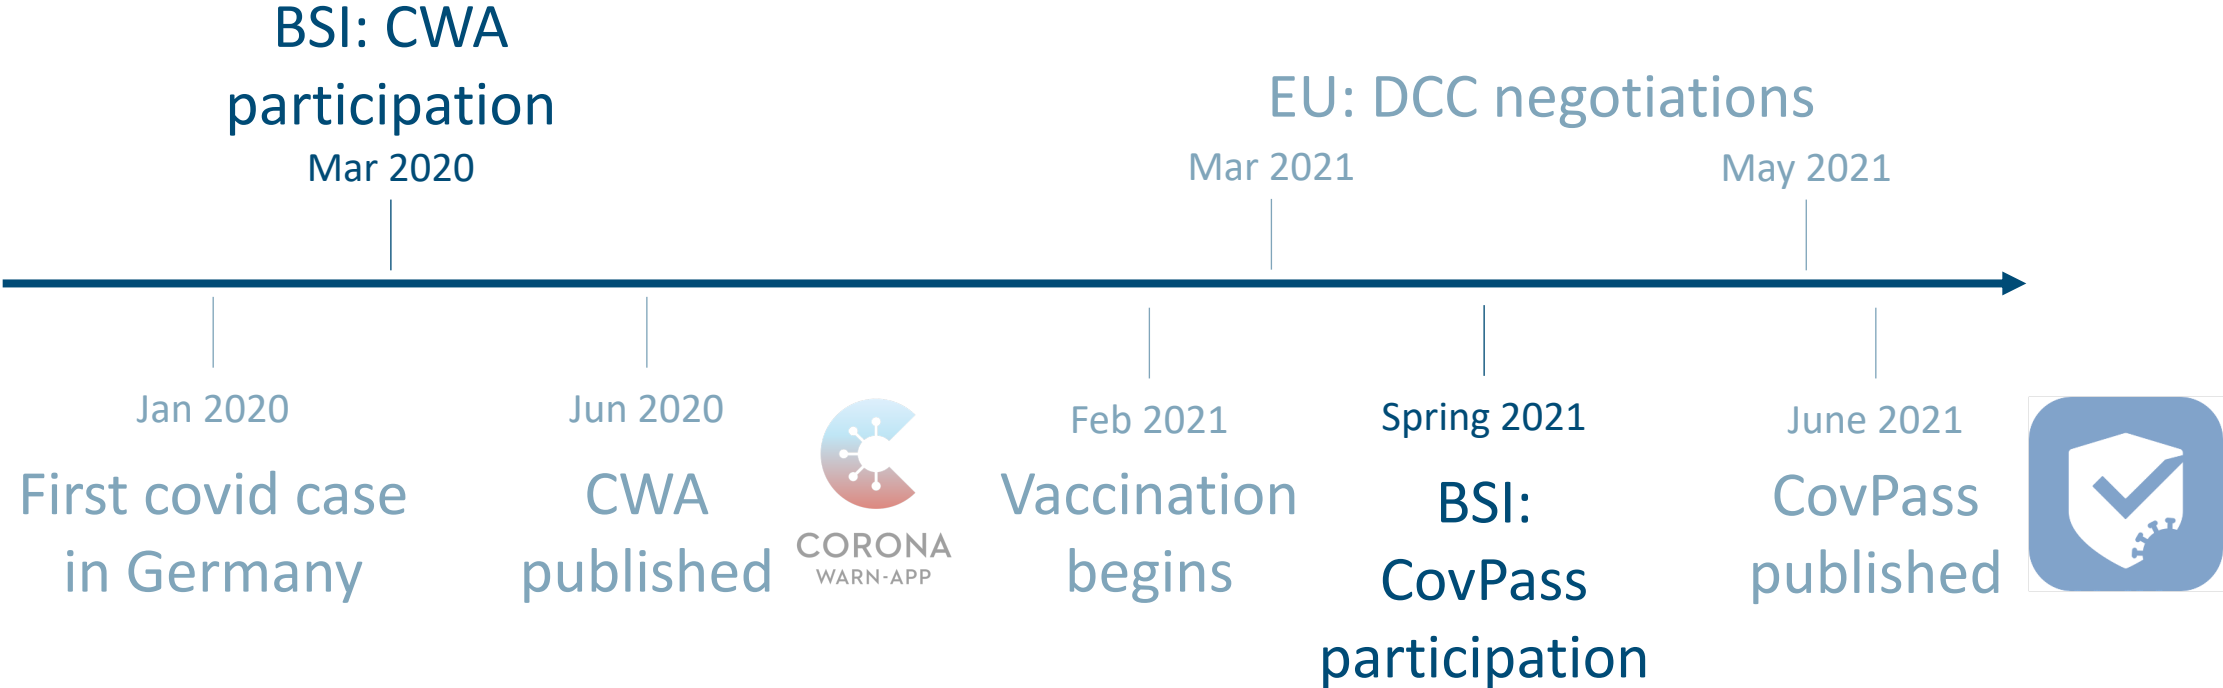 BSI: CWA
participation
Mar 2020
EU: DCC negotiations
Mar 2021
May 2021
Jan 2020
First covid case
in Germany
Jun 2020
CWA
published
CORONA
WARN-APP
Feb 2021
Vaccination
begins
Spring 2021
BSI:
CovPass
participation
June 2021
CovPass
published